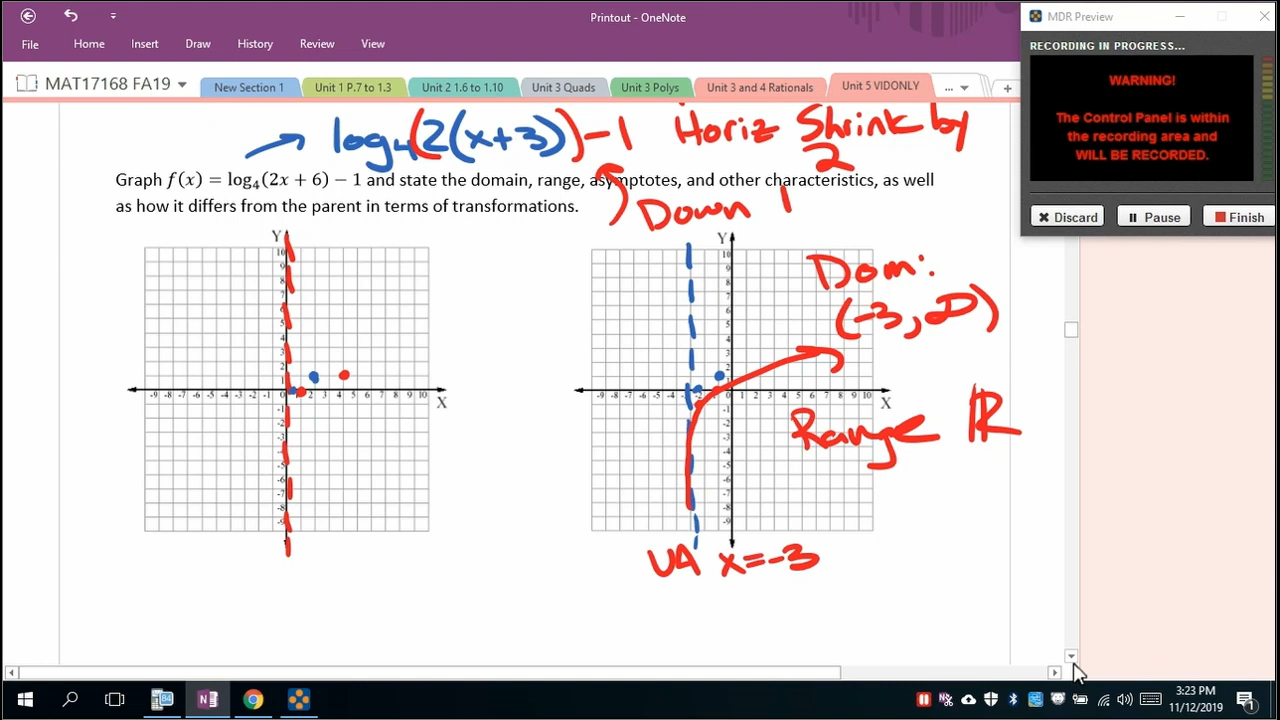 Printout - OneNote
MDR Preview
File Home Insert Draw History Review View
RECORDING IN PROGRESS...
WARNING!
The Control Panel is within
the recording area and
WILL BE RECORDED.
Discard Pause Finish
MAT17168 FA19 New Section 1 Unit 1 P.7 to 1.3 Unit 2 1.6 to 1.10 Unit 3 Quads Unit 3 Polys Unit 3 and 4 Rationals Unit 5 VIDONLY ... +
log₄(2(x+3))-1 Horiz Shrink by
2
Graph f(x) = log₄(2x + 6) − 1 and state the domain, range, asymptotes, and other characteristics, as well
as how it differs from the parent in terms of transformations.
Down 1
Y
X
Y
X
Dom:
(-3, ∞)
Range ℝ
VA x=-3
3:23 PM
11/12/2019
1